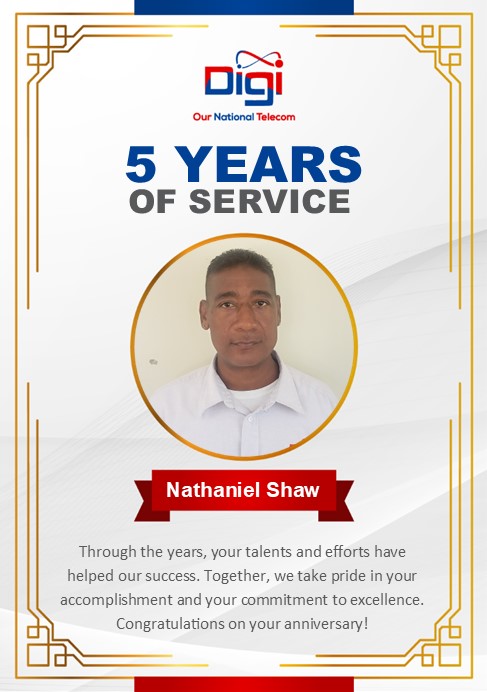 Digi
Our National Telecom
5 YEARS
OF SERVICE
Nathaniel Shaw
Through the years, your talents and efforts have
helped our success. Together, we take pride in your
accomplishment and your commitment to excellence.
Congratulations on your anniversary!